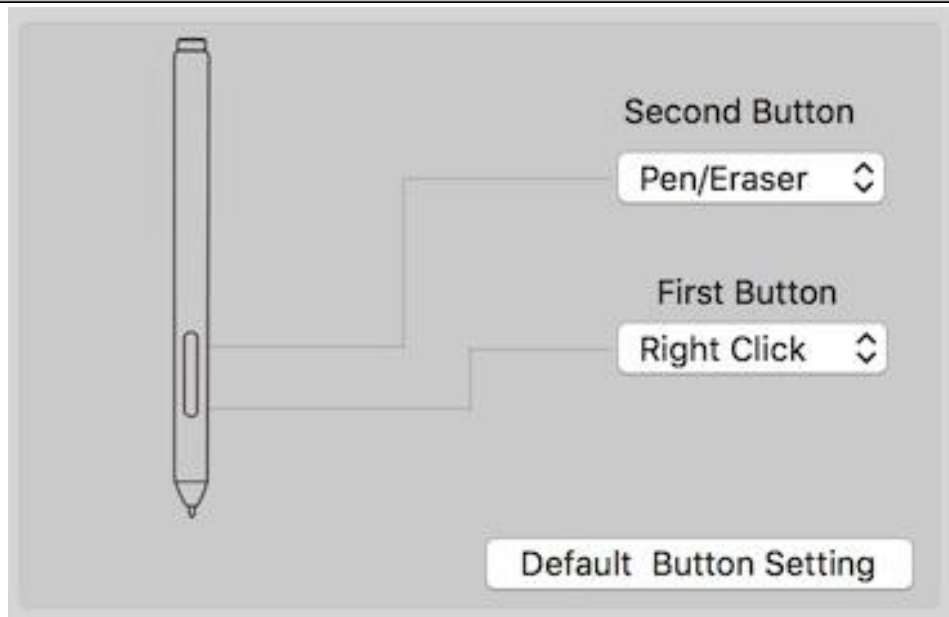 Second Button
Pen/Eraser
First Button
Right Click
Default Button Setting